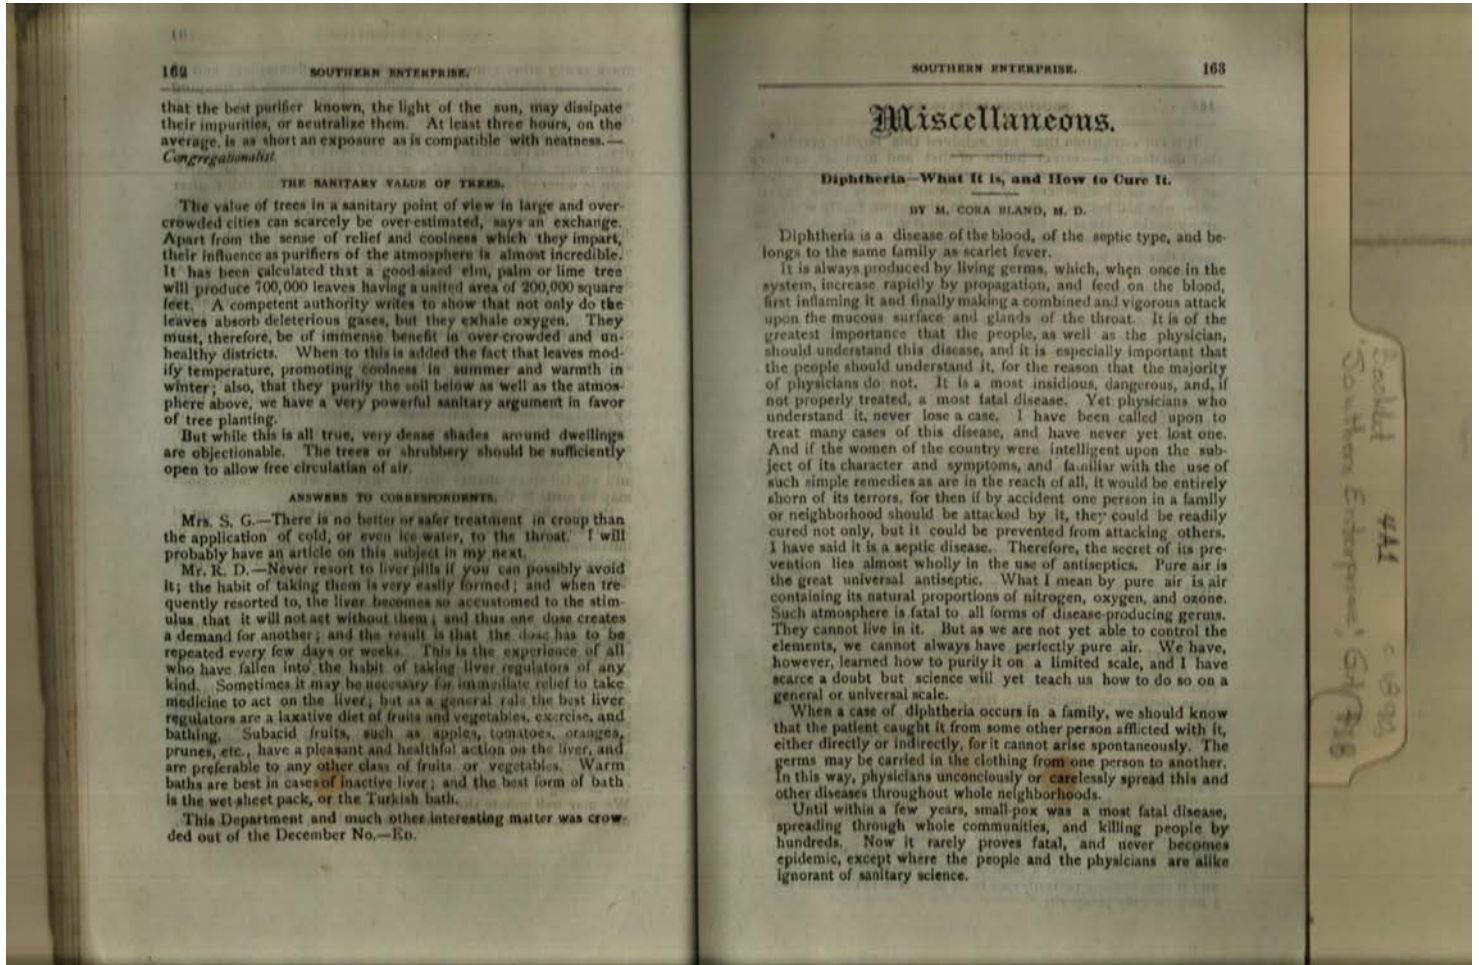 162 SOUTHERN ENTERPRISE.
that the best purifier known, the light of the sun, may dissipate
their impurities, or neutralize them. At least three hours, on the
average, is as short an exposure as is compatible with neatness.—
Congregationalist.
THE SANITARY VALUE OF TREES.
The value of trees in a sanitary point of view in large and over-
crowded cities can scarcely be over-estimated, says an exchange.
Apart from the sense of relief and coolness which they impart,
their influence as purifiers of the atmosphere is almost incredible.
It has been calculated that a good-sized elm, palm or lime tree
will produce 700,000 leaves having a united area of 200,000 square
feet. A competent authority writes to show that not only do the
leaves absorb deleterious gases, but they exhale oxygen. They
must, therefore, be of immense benefit in over-crowded and un-
healthy districts. When to this is added the fact that leaves mod-
ify temperature, promoting coolness in summer and warmth in
winter; also, that they purify the soil below as well as the atmos-
phere above, we have a very powerful sanitary argument in favor
of tree planting.
But while this is all true, very dense shades around dwellings
are objectionable. The trees or shrubbery should be sufficiently
open to allow free circulation of air.
ANSWERS TO CORRESPONDENTS.
Mrs. S. G.—There is no better or safer treatment in croup than
the application of cold, or even ice water, to the throat. I will
probably have an article on this subject in my next.
Mr. R. D.—Never resort to liver pills if you can possibly avoid
it; the habit of taking them is very easily formed; and when fre-
quently resorted to, the liver becomes so accustomed to the stim-
ulus that it will not act without them; and thus one dose creates
a demand for another; and the result is that the dose has to be
repeated every few days or weeks. This is the experience of all
who have fallen into the habit of taking liver regulators of any
kind. Sometimes it may be necessary for immediate relief to take
medicine to act on the liver; but as a general rule the best liver
regulators are a laxative diet of fruits and vegetables, exercise, and
bathing. Subacid fruits, such as apples, tomatoes, oranges,
prunes, etc., have a pleasant and healthful action on the liver, and
are preferable to any other class of fruits or vegetables. Warm
baths are best in cases of inactive liver; and the best form of bath
is the wet sheet pack, or the Turkish bath.
This Department and much other interesting matter was crow-
ded out of the December No.—ED.
SOUTHERN ENTERPRISE. 163
Miscellaneous.
Diphtheria—What It is, and How to Cure It.
BY M. CORA BLAND, M. D.
Diphtheria is a disease of the blood, of the septic type, and be-
longs to the same family as scarlet fever.
It is always produced by living germs, which, when once in the
system, increase rapidly by propagation, and feed on the blood,
first inflaming it and finally making a combined and vigorous attack
upon the mucous surface and glands of the throat. It is of the
greatest importance that the people, as well as the physician,
should understand this disease, and it is especially important that
the people should understand it, for the reason that the majority
of physicians do not. It is a most insidious, dangerous, and, if
not properly treated, a most fatal disease. Yet physicians who
understand it, never lose a case. I have been called upon to
treat many cases of this disease, and have never yet lost one.
And if the women of the country were intelligent upon the sub-
ject of its character and symptoms, and familiar with the use of
such simple remedies as are in the reach of all, it would be entirely
shorn of its terrors, for then if by accident one person in a family
or neighborhood should be attacked by it, they could be readily
cured not only, but it could be prevented from attacking others.
I have said it is a septic disease. Therefore, the secret of its pre-
vention lies almost wholly in the use of antiseptics. Pure air is
the great universal antiseptic. What I mean by pure air is air
containing its natural proportions of nitrogen, oxygen, and ozone.
Such atmosphere is fatal to all forms of disease-producing germs.
They cannot live in it. But as we are not yet able to control the
elements, we cannot always have perfectly pure air. We have,
however, learned how to purify it on a limited scale, and I have
scarce a doubt but science will yet teach us how to do so on a
general or universal scale.
When a case of diphtheria occurs in a family, we should know
that the patient caught it from some other person afflicted with it,
either directly or indirectly, for it cannot arise spontaneously. The
germs may be carried in the clothing from one person to another.
In this way, physicians unconciously or carelessly spread this and
other diseases throughout whole neighborhoods.
Until within a few years, small-pox was a most fatal disease,
spreading through whole communities, and killing people by
hundreds. Now it rarely proves fatal, and never becomes
epidemic, except where the people and the physicians are alike
ignorant of sanitary science.
Booklet 4A1
"Southern Enterprise," GA